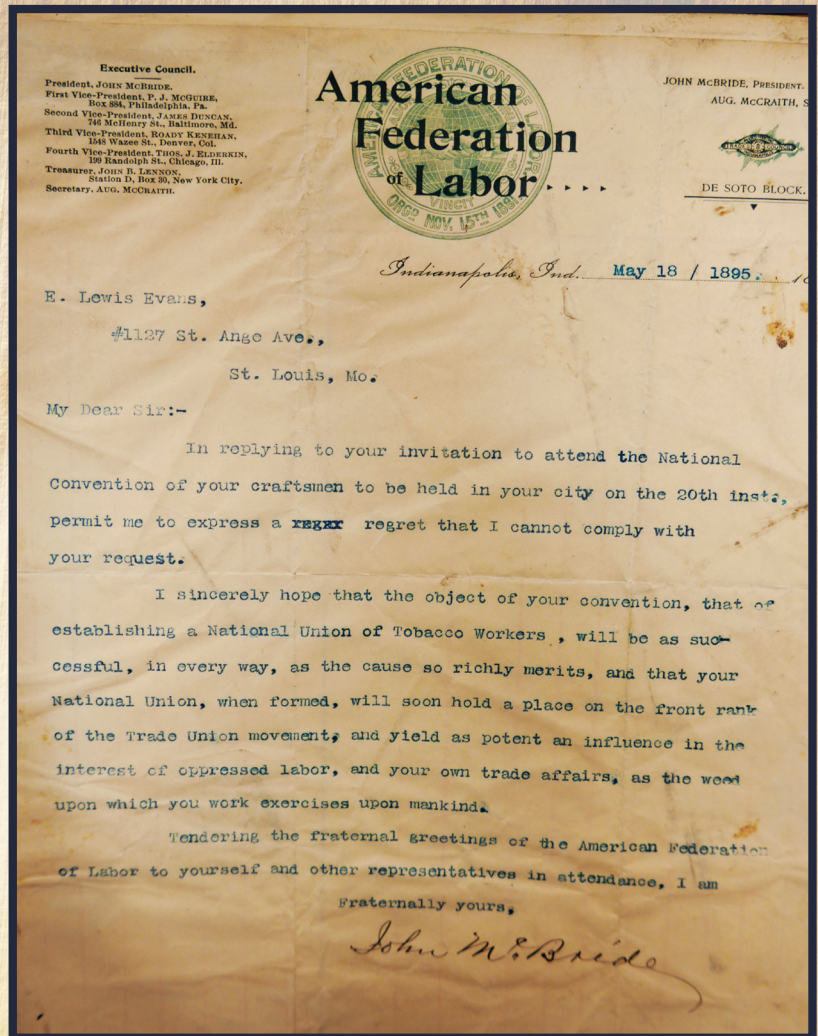 Executive Council.
President, JOHN MCBRIDE.
First Vice-President, P. J. MCGUIRE,
Box 884, Philadelphia, Pa.
Second Vice-President, JAMES DUNCAN,
746 McHenry St., Baltimore, Md.
Third Vice-President, ROADY KENEHAN,
1548 Wazee St., Denver, Col.
Fourth Vice-President, THOS. J. ELDERKIN,
199 Randolph St., Chicago, Ill.
Treasurer, JOHN B. LENNON,
Station D, Box 30, New York City.
Secretary, AUG. MCCRAITH.
AMERICAN FEDERATION OF LABOR
VINCIT
ORGD NOV. 15TH 1881
American
Federation
of Labor....
JOHN MCBRIDE, PRESIDENT.
AUG. MCCRAITH, S
DE SOTO BLOCK.
Indianapolis, Ind. May 18 / 1895.
E. Lewis Evans,
#1127 St. Ange Ave.,
St. Louis, Mo.
My Dear Sir:-
In replying to your invitation to attend the National
Convention of your craftsmen to be held in your city on the 20th inst.,
permit me to express a regret that I cannot comply with
your request.
I sincerely hope that the object of your convention, that of
establishing a National Union of Tobacco Workers , will be as suc-
cessful, in every way, as the cause so richly merits, and that your
National Union, when formed, will soon hold a place on the front rank
of the Trade Union movement, and yield as potent an influence in the
interest of oppressed labor, and your own trade affairs, as the weed
upon which you work exercises upon mankind.
Tendering the fraternal greetings of the American Federation
of Labor to yourself and other representatives in attendance, I am
Fraternally yours,
John McBride